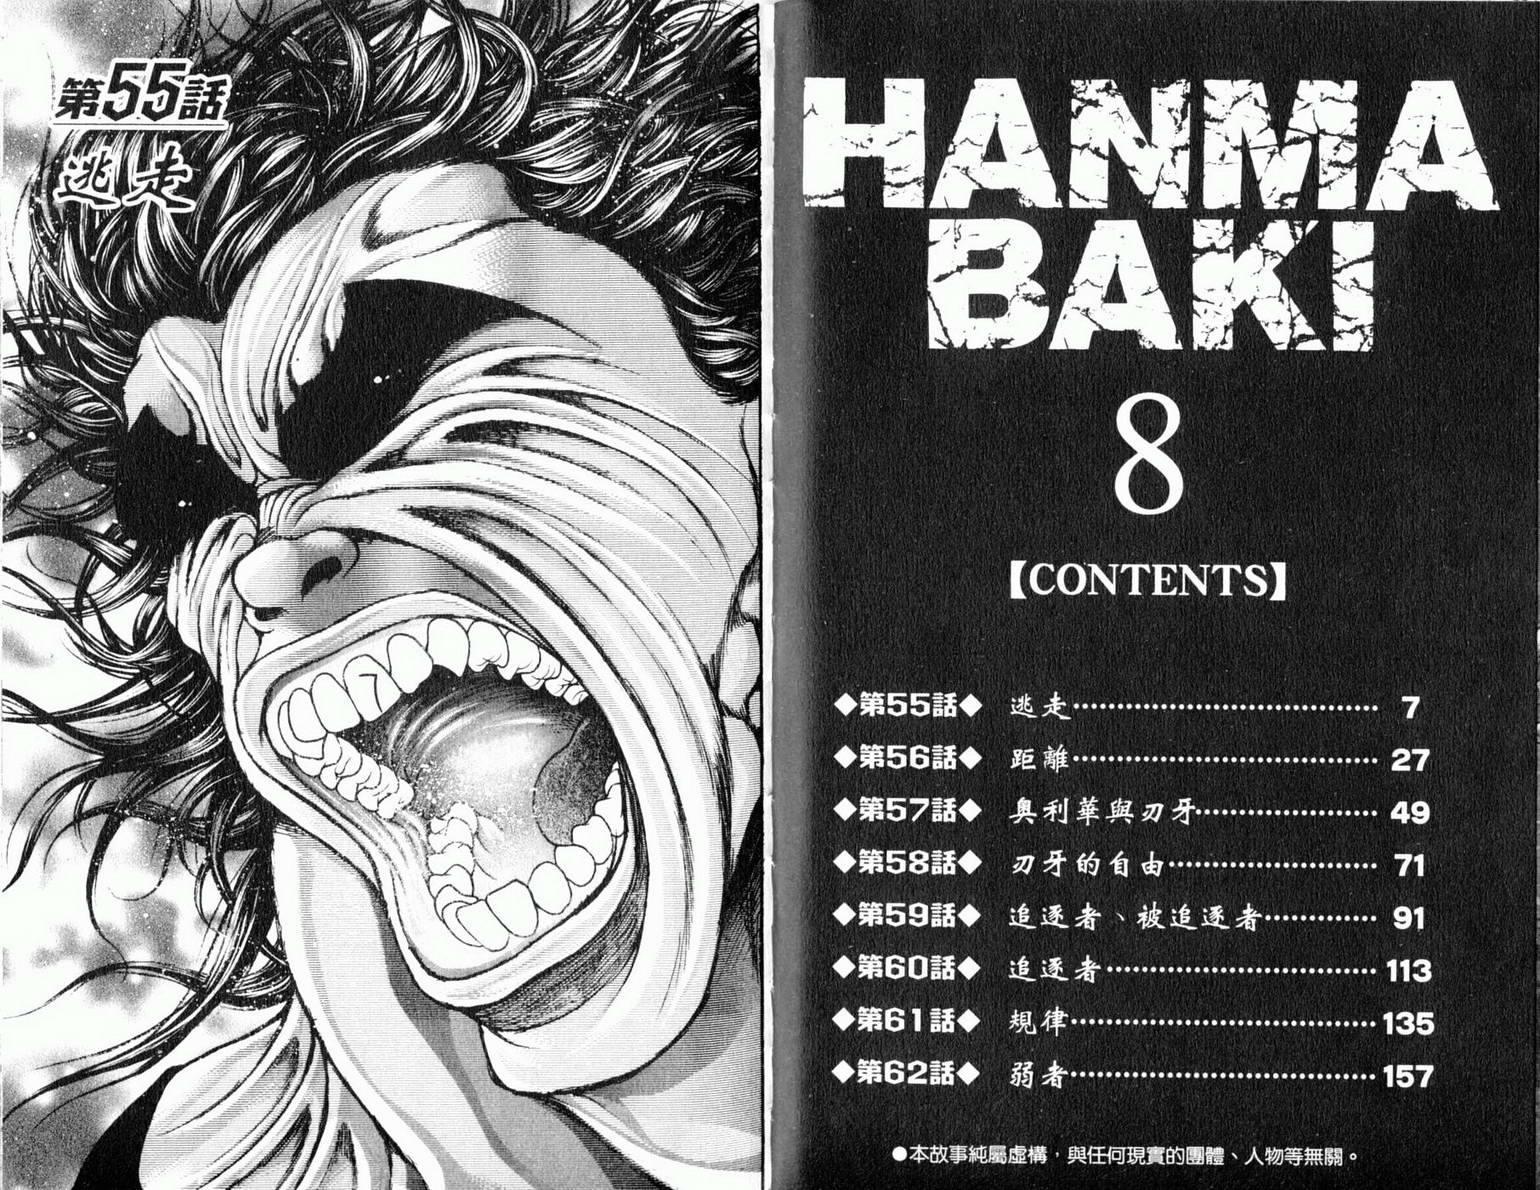 第55話
逃走
HANMA
BAKI
8
【CONTENTS】
◆第55話◆ 逃走……………………………… 7
◆第56話◆ 距離……………………………… 27
◆第57話◆ 奧利華與刃牙…………………… 49
◆第58話◆ 刃牙的自由……………………… 71
◆第59話◆ 追逐者、被追逐者…………… 91
◆第60話◆ 追逐者…………………………… 113
◆第61話◆ 規律……………………………… 135
◆第62話◆ 弱者……………………………… 157
●本故事純屬虛構，與任何現實的團體、人物等無關。